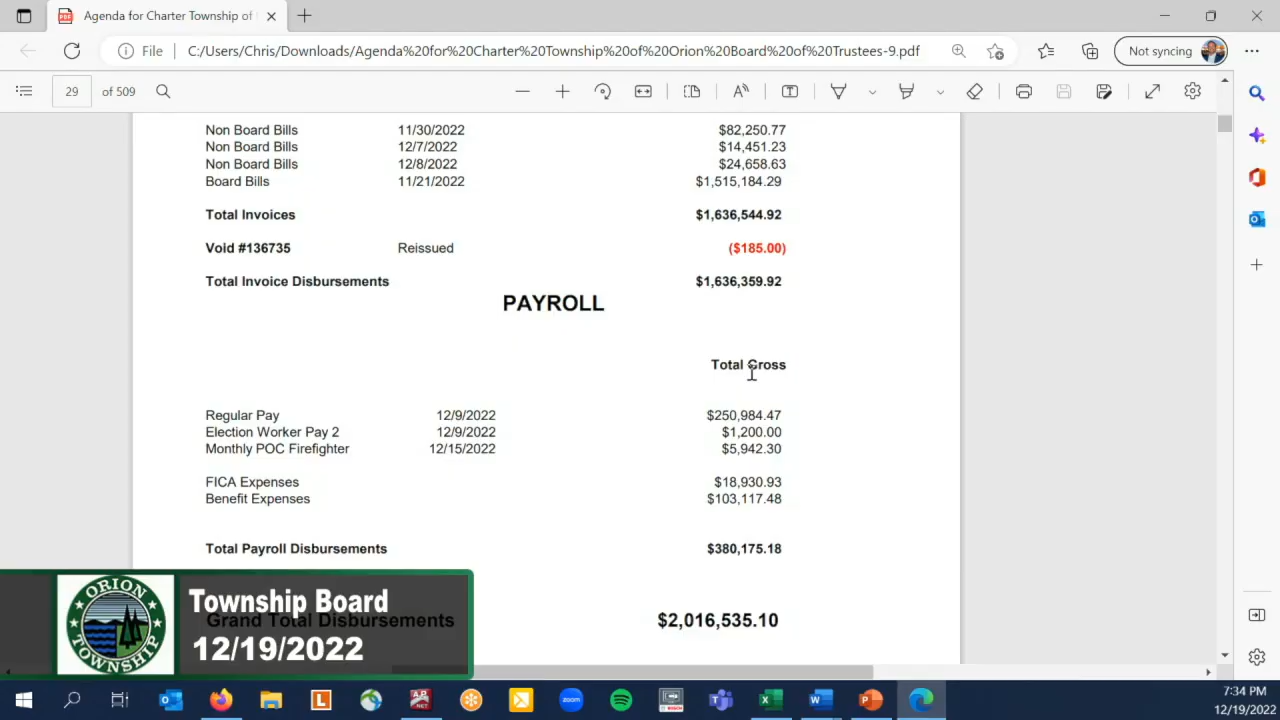 Agenda for Charter Township of
File C:/Users/Chris/Downloads/Agenda%20for%20Charter%20Township%20of%20Orion%20Board%20of%20Trustees-9.pdf Not syncing
29 of 509
Non Board Bills 11/30/2022 $82,250.77
Non Board Bills 12/7/2022 $14,451.23
Non Board Bills 12/8/2022 $24,658.63
Board Bills 11/21/2022 $1,515,184.29
Total Invoices $1,636,544.92
Void #136735 Reissued ($185.00)
Total Invoice Disbursements $1,636,359.92
PAYROLL
Total Gross
Regular Pay 12/9/2022 $250,984.47
Election Worker Pay 2 12/9/2022 $1,200.00
Monthly POC Firefighter 12/15/2022 $5,942.30
FICA Expenses $18,930.93
Benefit Expenses $103,117.48
Total Payroll Disbursements $380,175.18
Grand Total Disbursements $2,016,535.10
ORION
TOWNSHIP
Township Board
12/19/2022
zoom
7:34 PM
12/19/2022